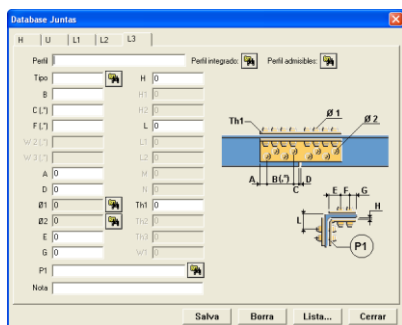 Database Juntas
H U L1 L2 L3
Perfil Perfil integrado: Perfil admisibles:
Tipo H 0
B H1 0
C (,") H2 0
F (,") L 0
W 2 (,") L1 0
W 3 (,") L2 0
A 0 M 0
D 0 N 0
Ø1 0 Th1 0
Ø2 0 Th2 0
E 0 Th3 0
G 0 W1 0
P1
Nota
Th1 Ø 1 Ø 2
A B(,") D
C
E F G
H
L
P1
Salva Borra Lista... Cerrar